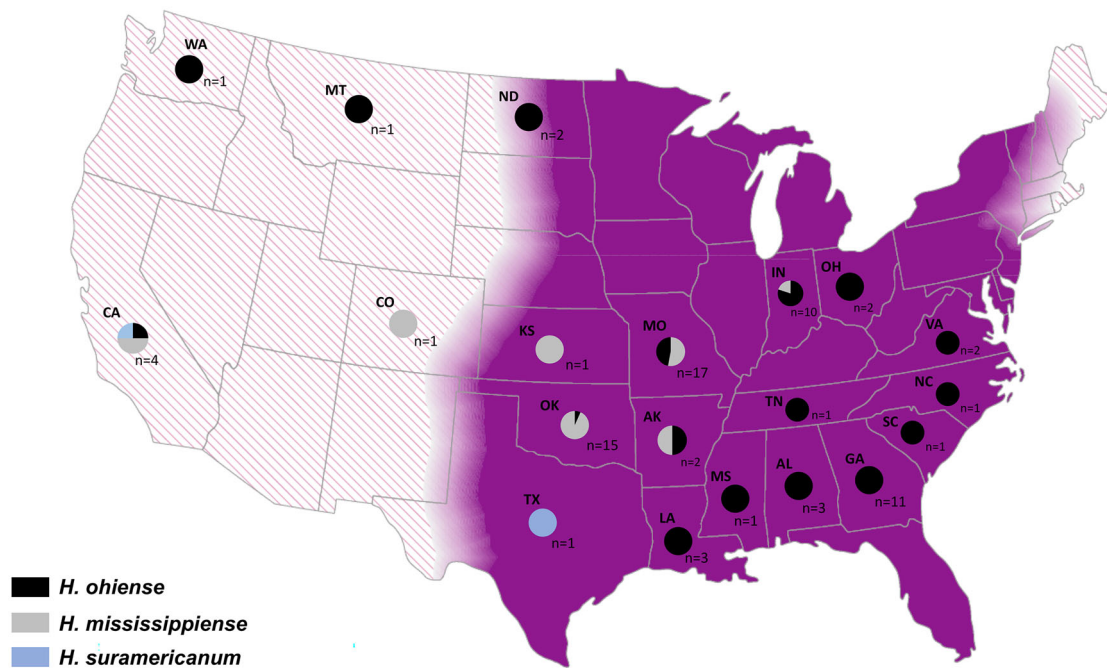 WA
n=1
MT
n=1
ND
n=2
IN
n=10
OH
n=2
CA
n=4
CO
n=1
KS
n=1
MO
n=17
VA
n=2
OK
n=15
AK
n=2
TN
n=1
NC
n=1
SC
n=1
TX
n=1
LA
n=3
MS
n=1
AL
n=3
GA
n=11
H. ohiense
H. mississippiense
H. suramericanum